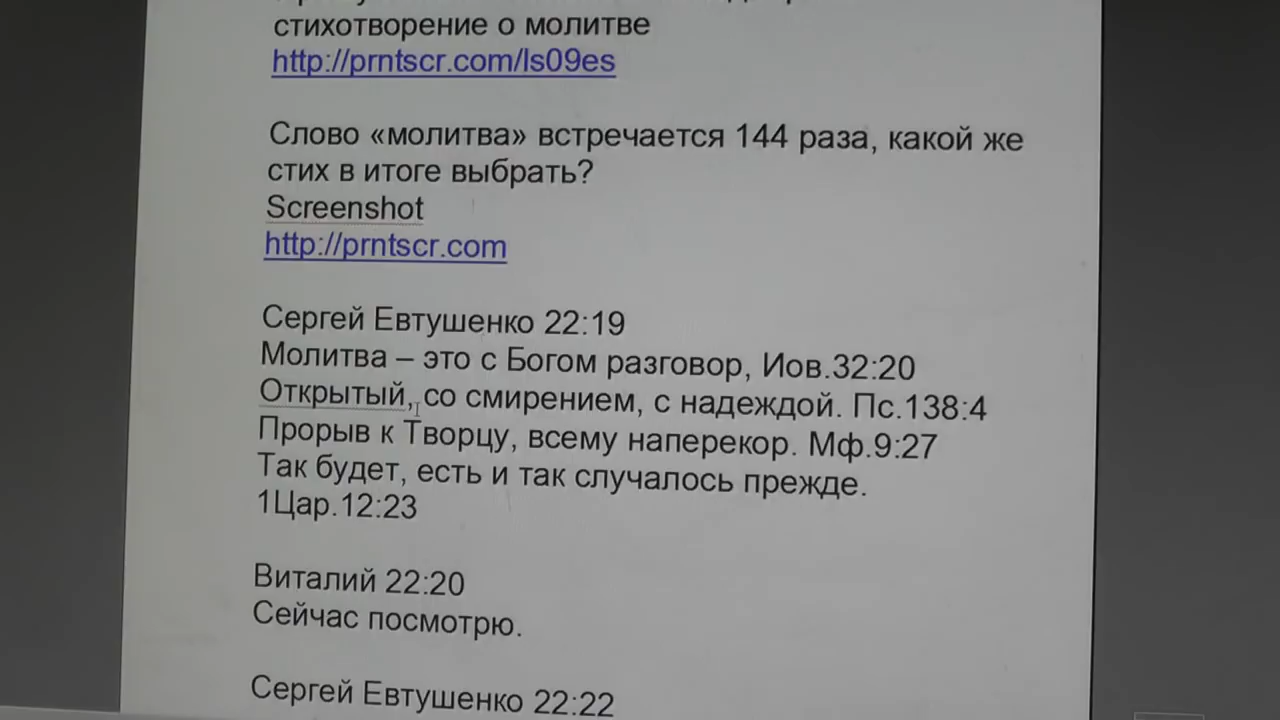 стихотворение о молитве
http://prntscr.com/ls09es
Слово «молитва» встречается 144 раза, какой же
стих в итоге выбрать?
Screenshot
http://prntscr.com
Сергей Евтушенко 22:19
Молитва – это с Богом разговор, Иов.32:20
Открытый, со смирением, с надеждой. Пс.138:4
Прорыв к Творцу, всему наперекор. Мф.9:27
Так будет, есть и так случалось прежде.
1Цар.12:23
Виталий 22:20
Сейчас посмотрю.
Сергей Евтушенко 22:22